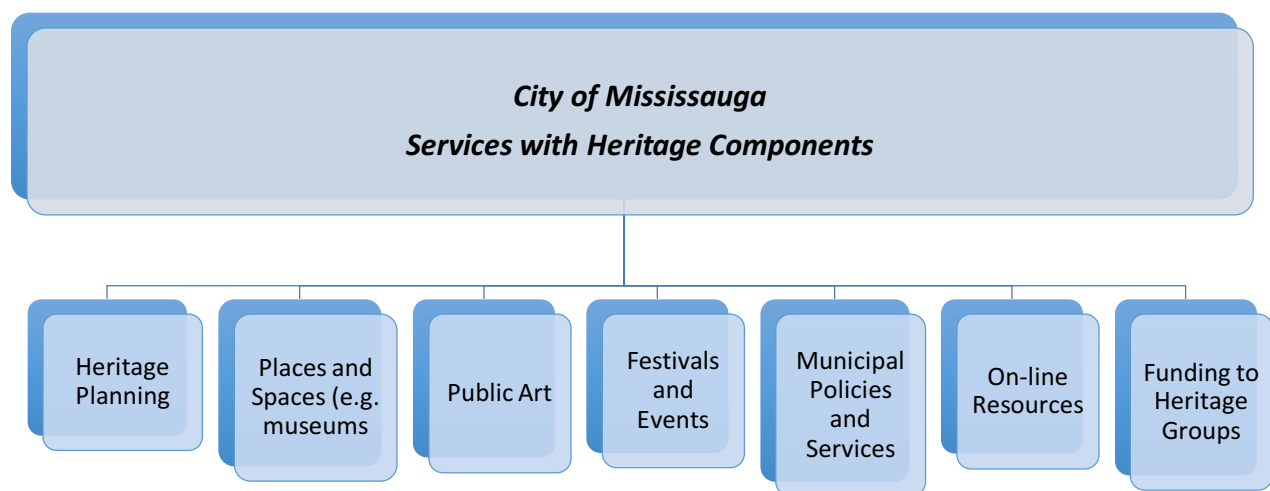 City of Mississauga
Services with Heritage Components
Heritage
Planning
Places and
Spaces (e.g.
museums
Public Art
Festivals
and
Events
Municipal
Policies
and
Services
On-line
Resources
Funding to
Heritage
Groups